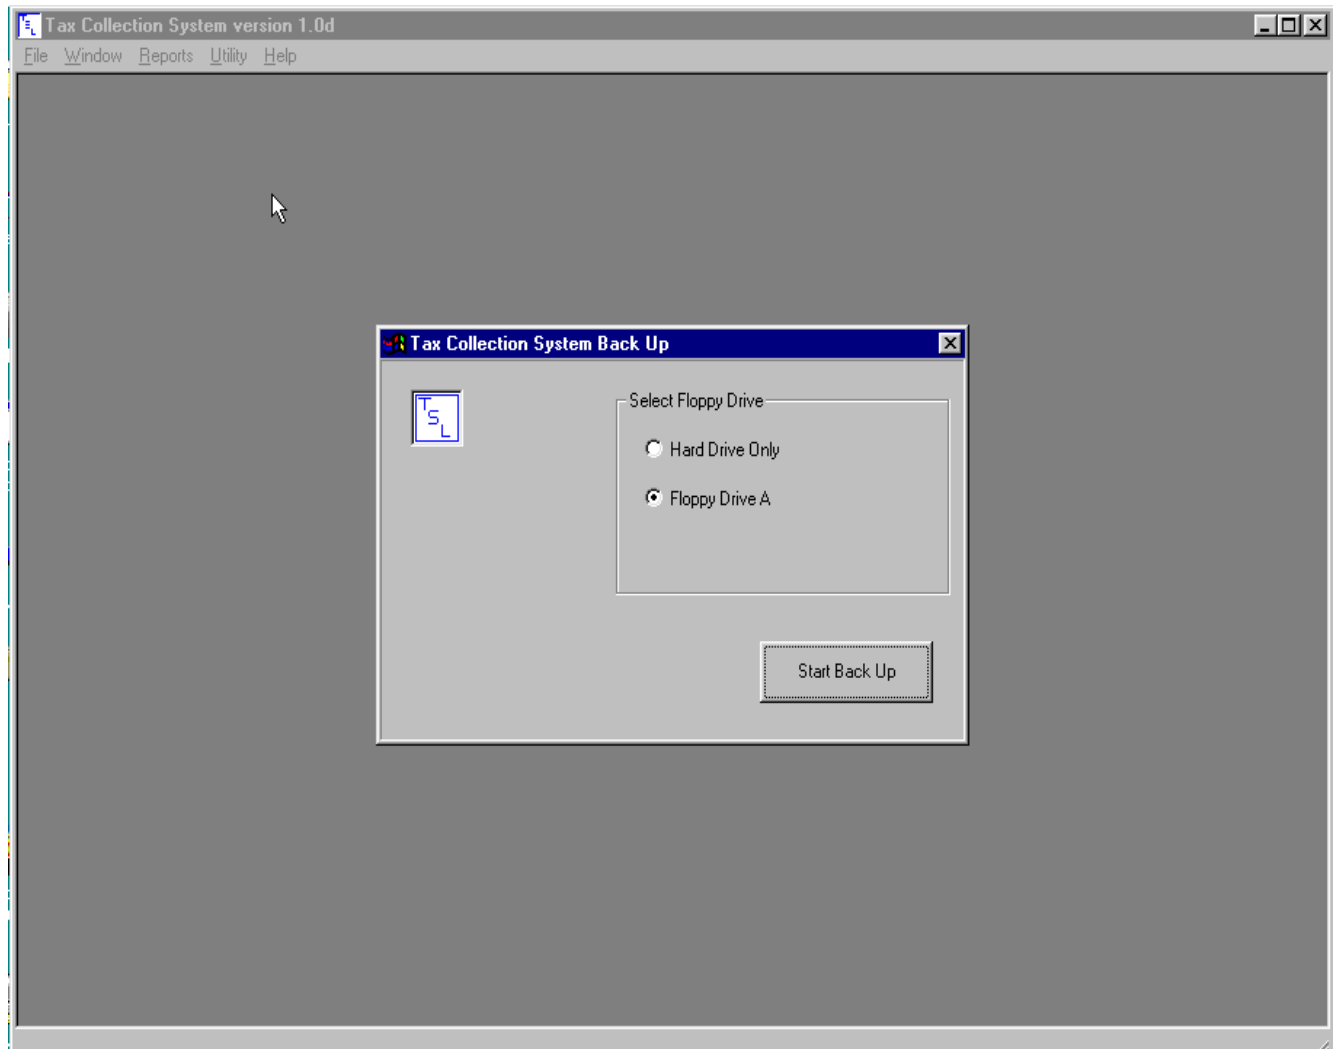 Tax Collection System version 1.0d
File Window Reports Utility Help
Tax Collection System Back Up
TSL
Select Floppy Drive
Hard Drive Only
Floppy Drive A
Start Back Up